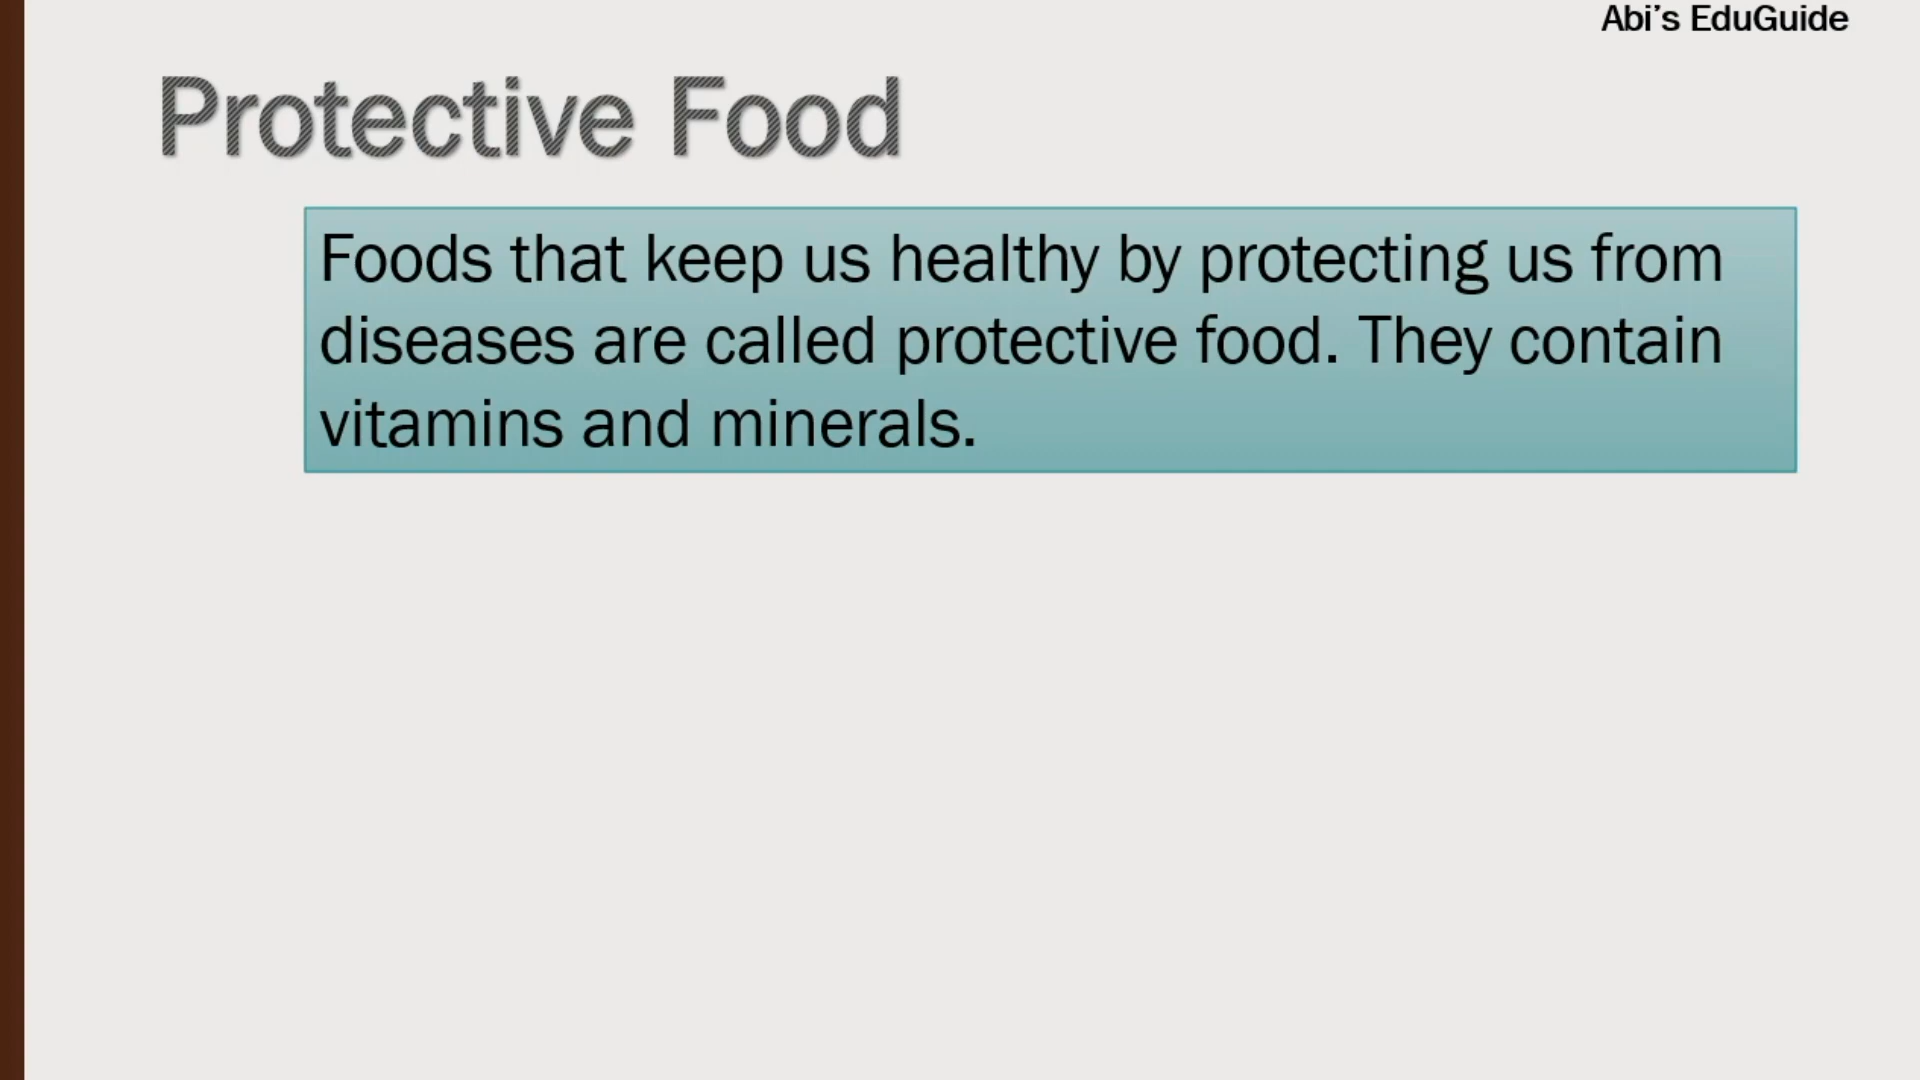 Abi's EduGuide
Protective Food
Foods that keep us healthy by protecting us from
diseases are called protective food. They contain
vitamins and minerals.